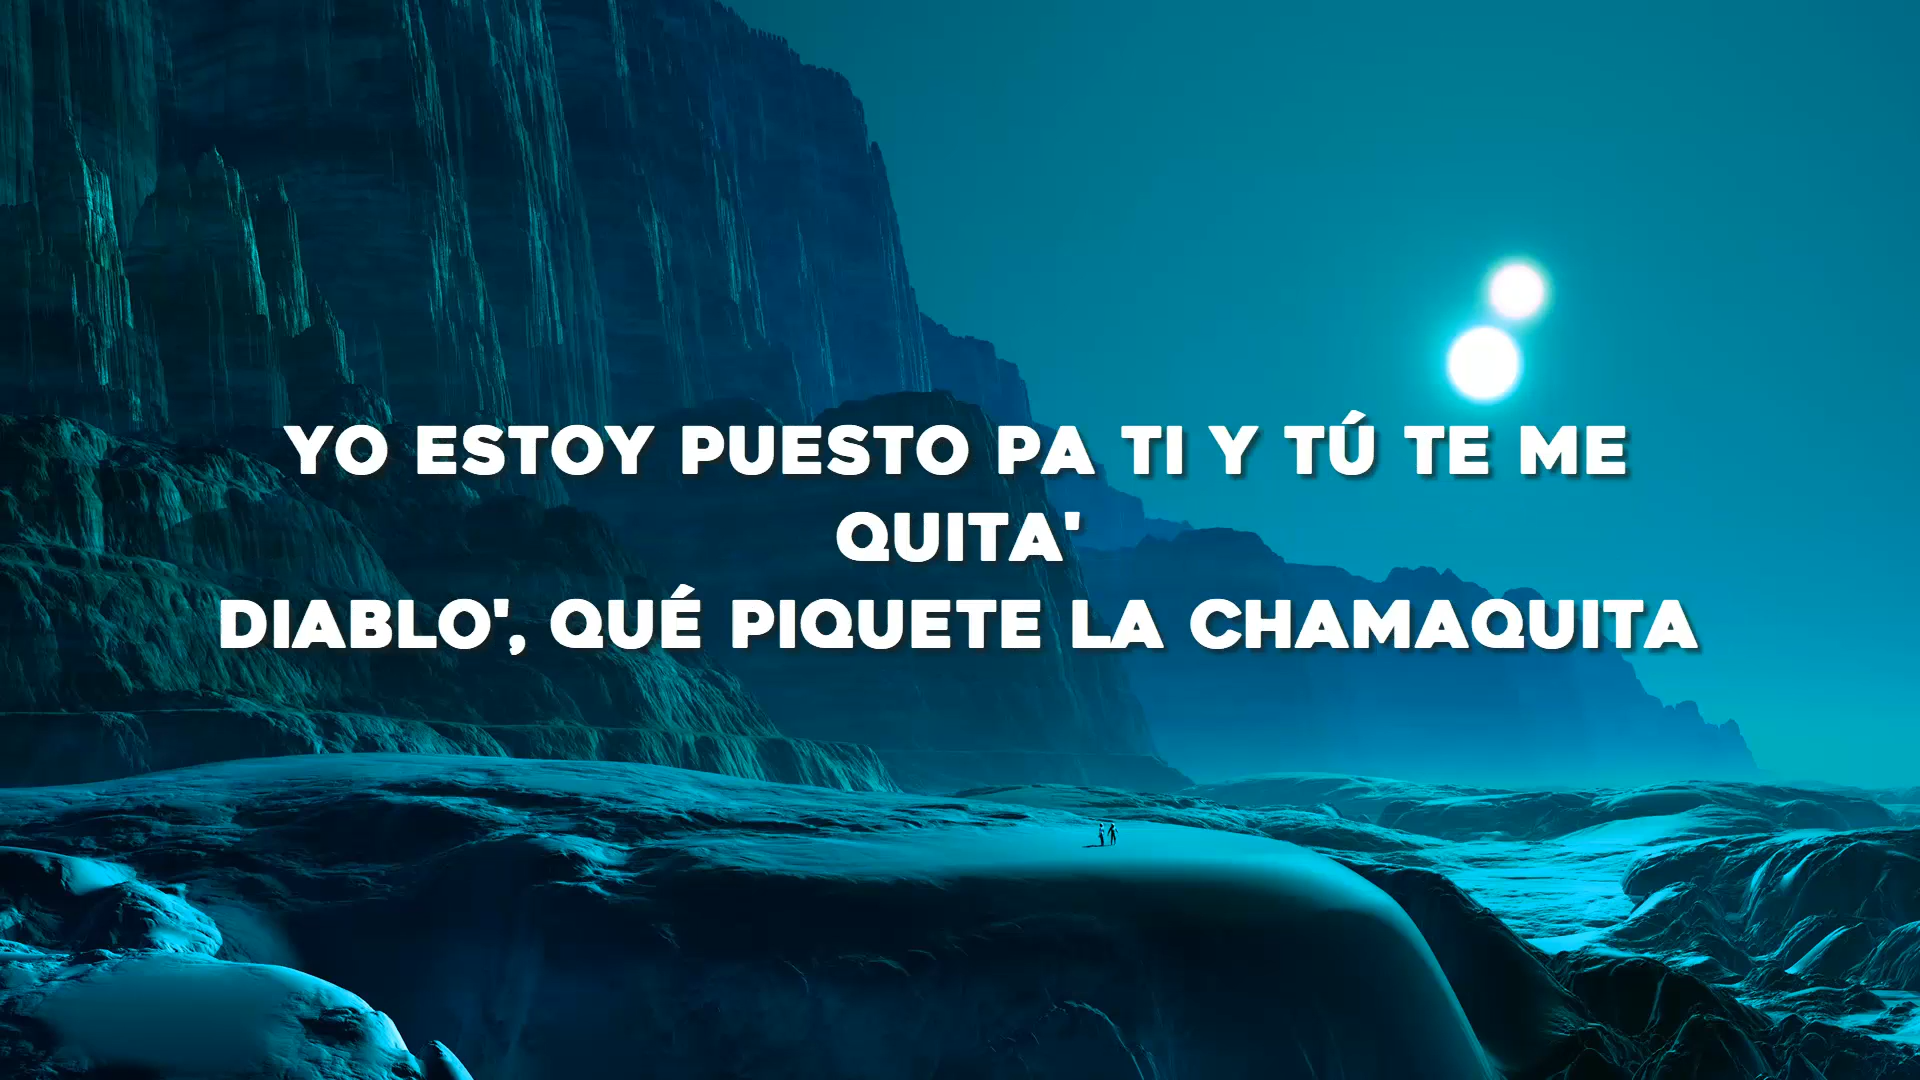 YO ESTOY PUESTO PA TI Y TÚ TE ME
QUITA'
DIABLO', QUÉ PIQUETE LA CHAMAQUITA